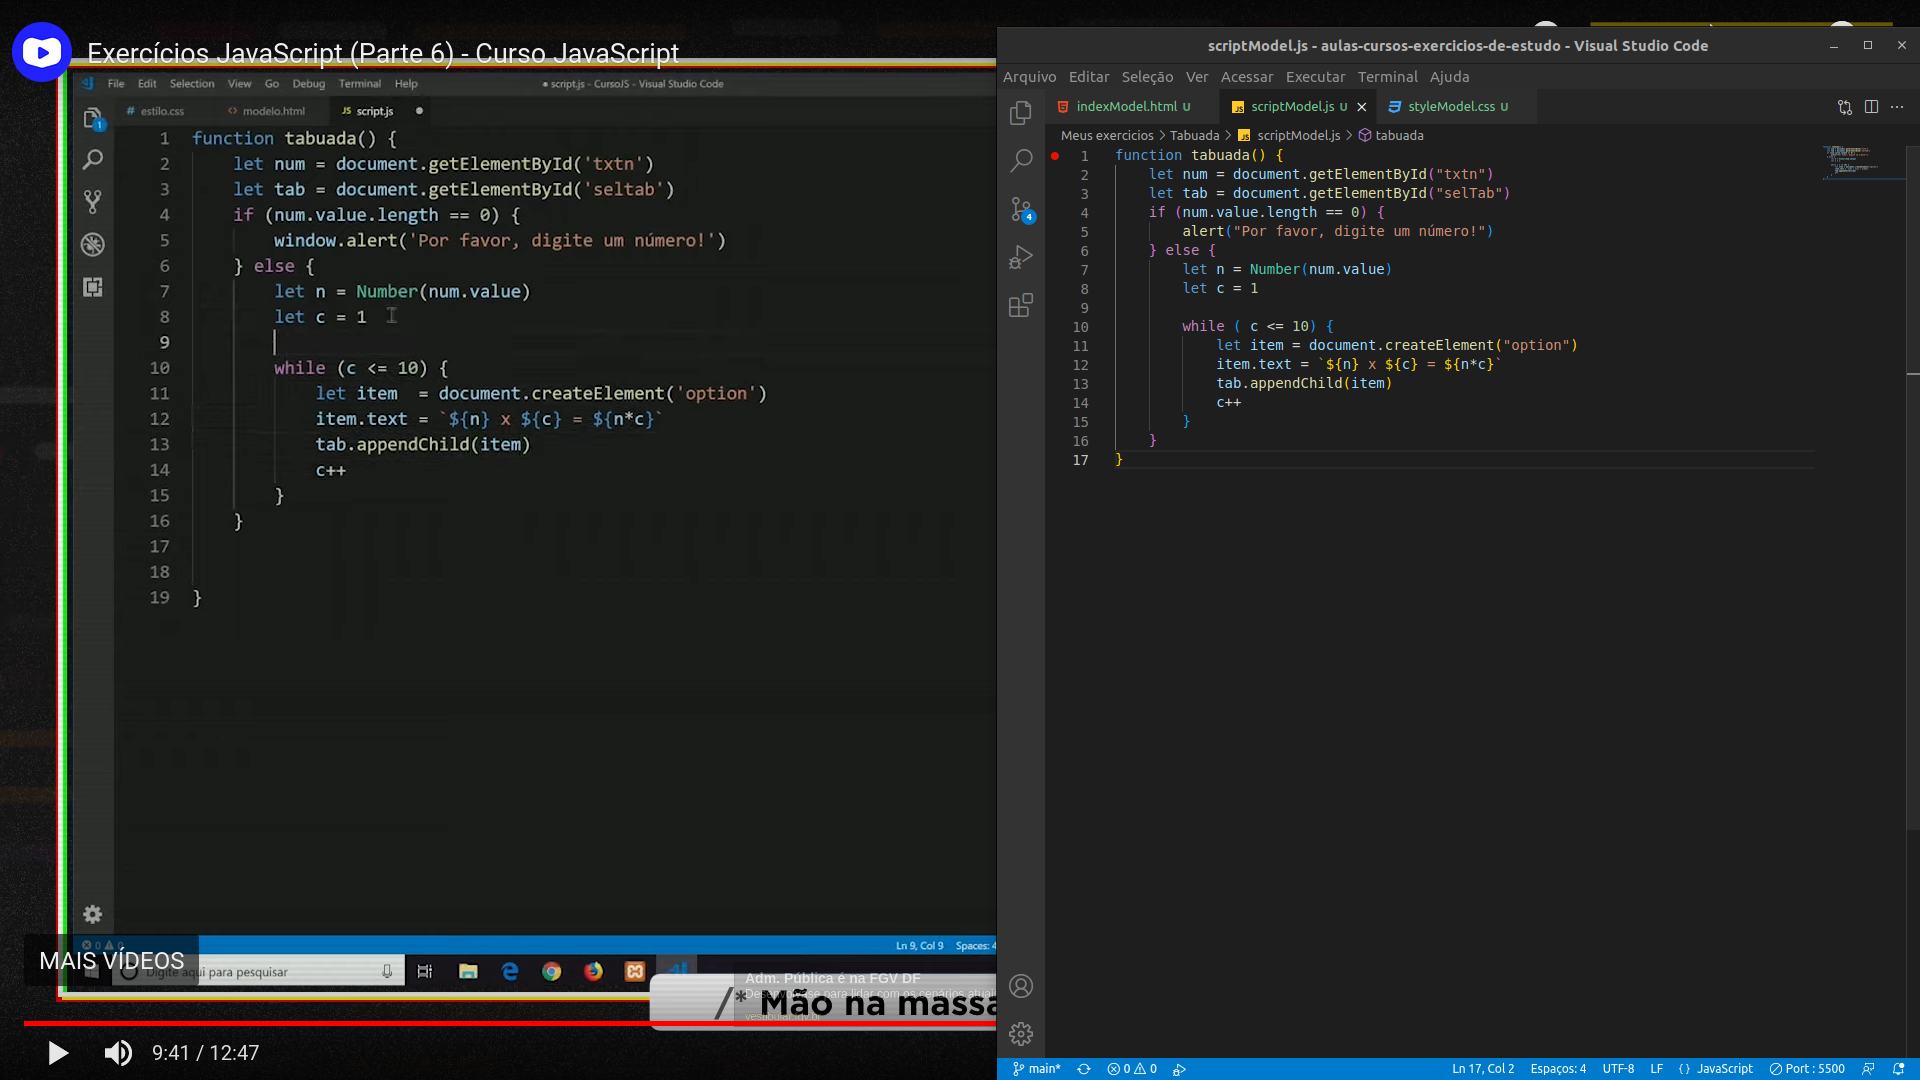 Exercícios JavaScript (Parte 6) - Curso JavaScript
File Edit Selection View Go Debug Terminal Help
● script.js - CursoJS - Visual Studio Code
# estilo.css <> modelo.html JS script.js ●
1 function tabuada() {
2 let num = document.getElementById('txtn')
3 let tab = document.getElementById('seltab')
4 if (num.value.length == 0) {
5 window.alert('Por favor, digite um número!')
6 } else {
7 let n = Number(num.value)
8 let c = 1
9
10 while (c <= 10) {
11 let item  = document.createElement('option')
12 item.text = `${n} x ${c} = ${n*c}`
13 tab.appendChild(item)
14 c++
15 }
16 }
17
18
19 }
1
0 0
Ln 9, Col 9 Spaces: 4
MAIS VÍDEOS
Digite aqui para pesquisar
Adm. Pública é na FGV DF
/* Mão na massa
9:41 / 12:47
scriptModel.js - aulas-cursos-exercicios-de-estudo - Visual Studio Code
Arquivo Editar Seleção Ver Acessar Executar Terminal Ajuda
indexModel.html U JS scriptModel.js U styleModel.css U
Meus exercicios > Tabuada > JS scriptModel.js > tabuada
1 function tabuada() {
2 let num = document.getElementById("txtn")
3 let tab = document.getElementById("selTab")
4 if (num.value.length == 0) {
5 alert("Por favor, digite um número!")
6 } else {
7 let n = Number(num.value)
8 let c = 1
9
10 while ( c <= 10) {
11 let item = document.createElement("option")
12 item.text = `${n} x ${c} = ${n*c}`
13 tab.appendChild(item)
14 c++
15 }
16 }
17 }
4
main* 0 0 Ln 17, Col 2 Espaços: 4 UTF-8 LF {} JavaScript Port : 5500